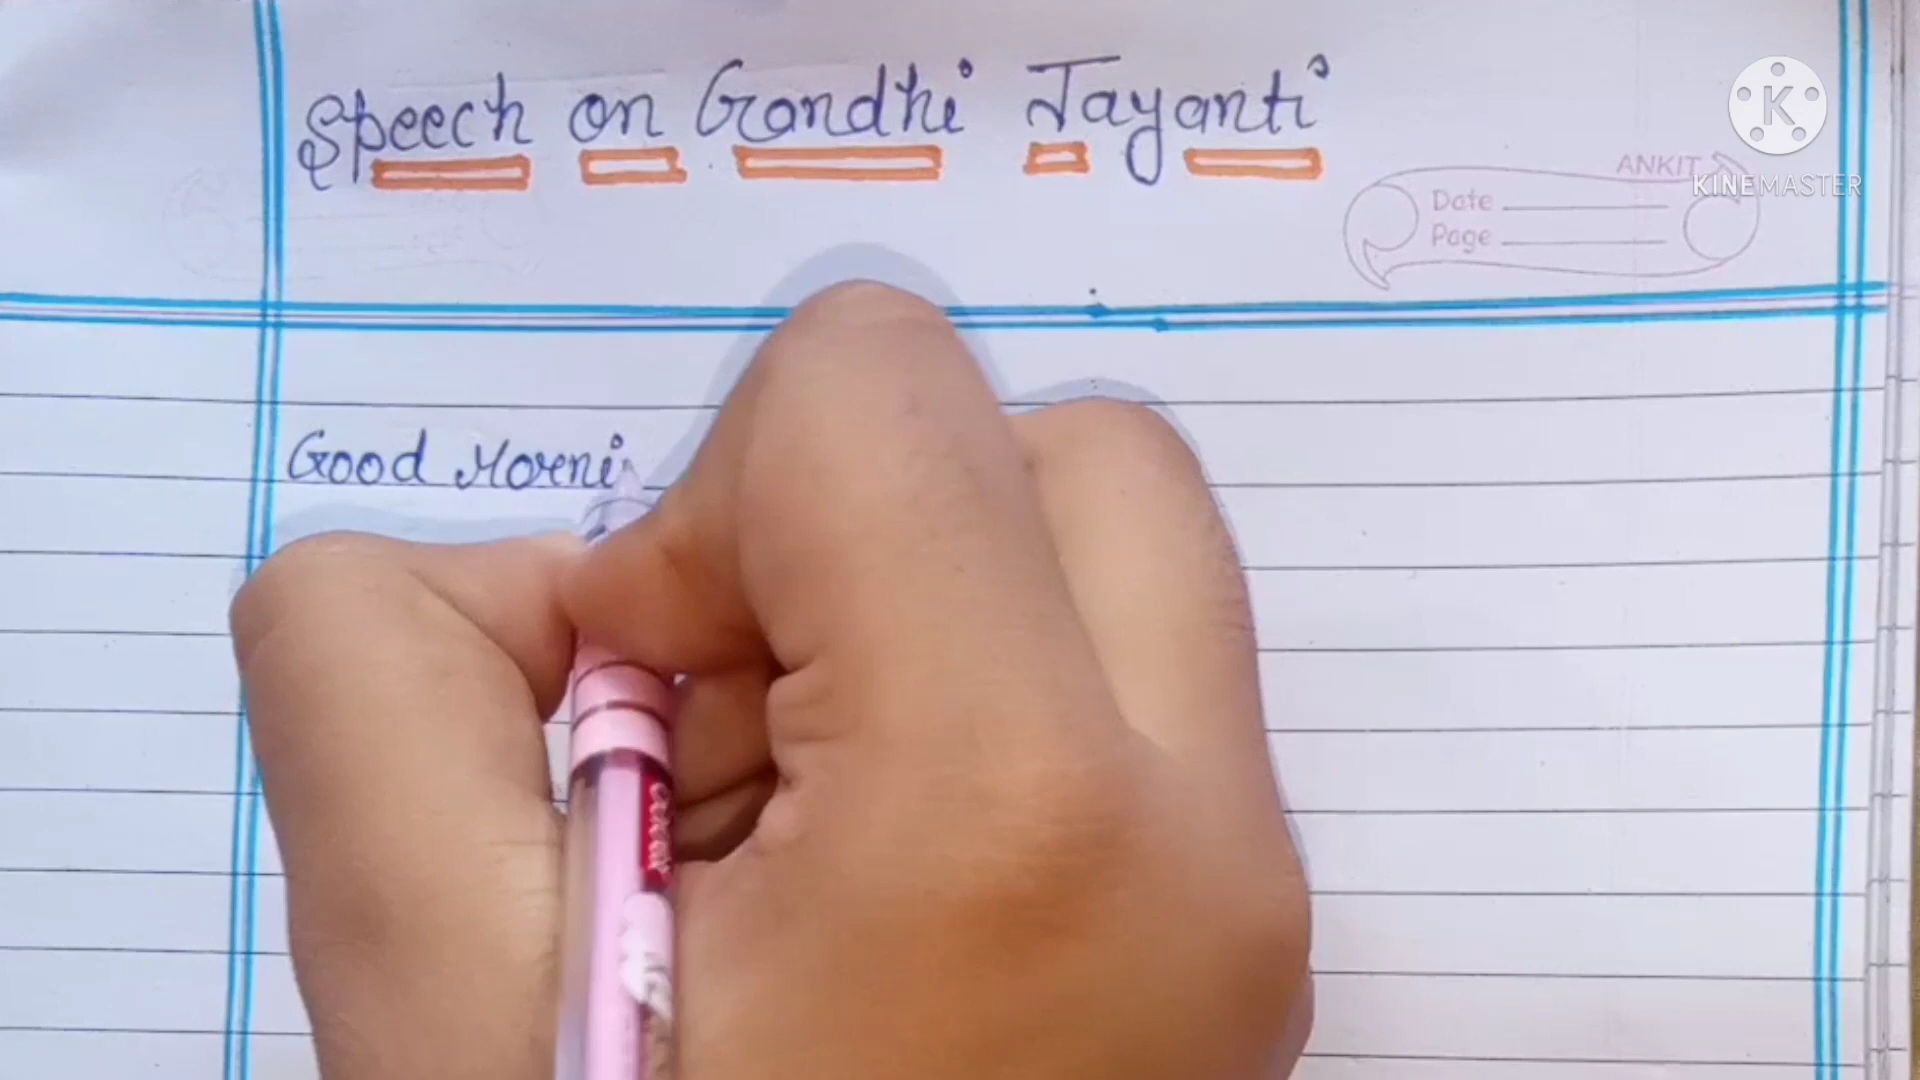 Speech on Gandhi Jayanti
K
KINEMASTER
ANKIT
Date
Page
Good Morni